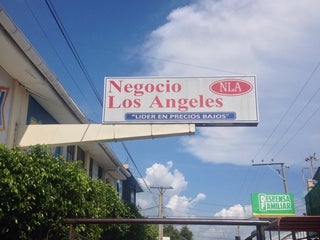 Negocio
Los Angeles
NLA
"LIDER EN PRECIOS BAJOS"
DESPENSA
FAMILIAR